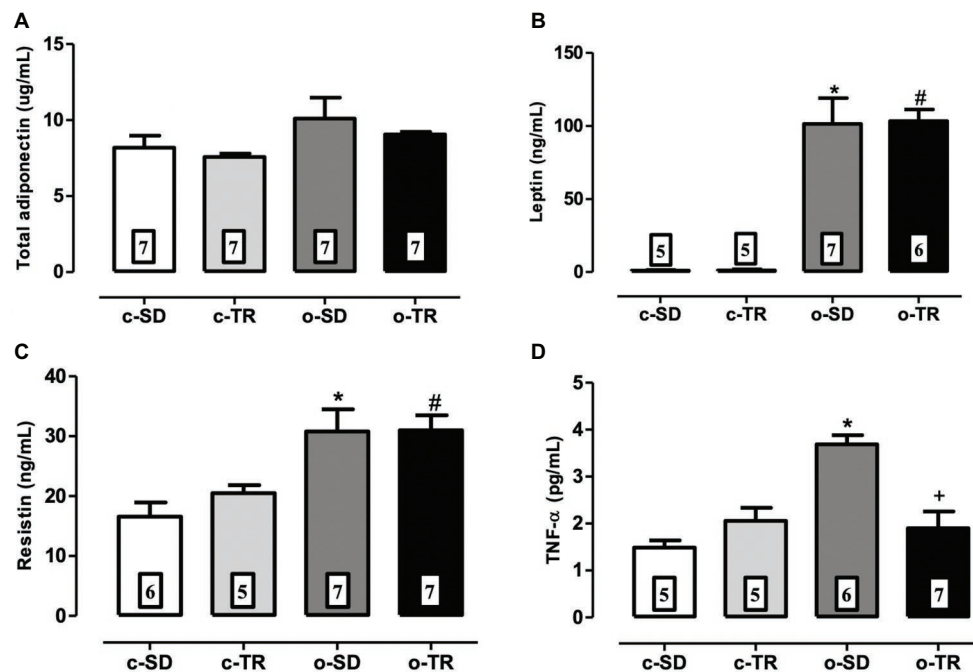 A
Total adiponectin (ug/mL)
15
10
5
0
7
7
7
7
c-SD
c-TR
o-SD
o-TR
B
Leptin (ng/mL)
150
100
50
0
*
#
5
5
7
6
c-SD
c-TR
o-SD
o-TR
C
Resistin (ng/mL)
40
30
20
10
0
*
#
6
5
7
7
c-SD
c-TR
o-SD
o-TR
D
TNF-α (pg/mL)
5
4
3
2
1
0
*
+
5
5
6
7
c-SD
c-TR
o-SD
o-TR